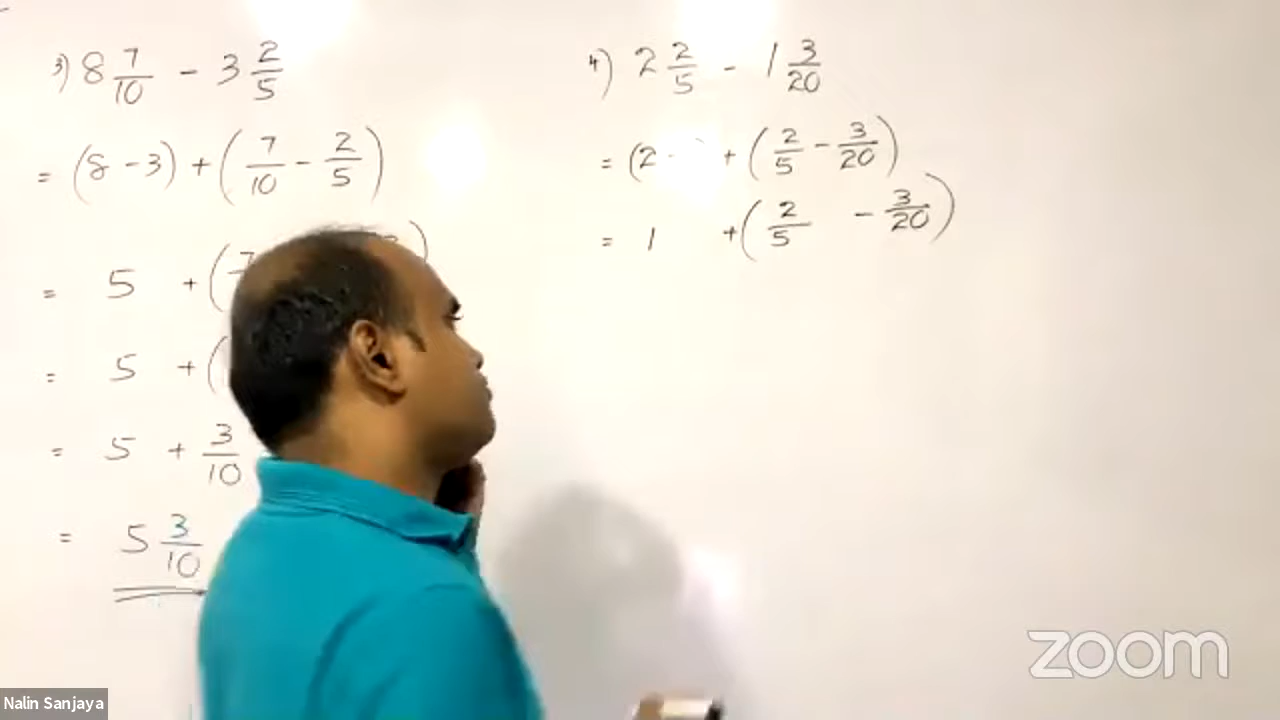 3) 8 7/10 - 3 2/5
= (8 - 3) + (7/10 - 2/5)
= 5 + (7
= 5 + (
= 5 + 3/10
= 5 3/10
4) 2 2/5 - 1 3/20
= (2 - + (2/5 - 3/20)
= 1 + (2/5 - 3/20)
zoom
Nalin Sanjaya